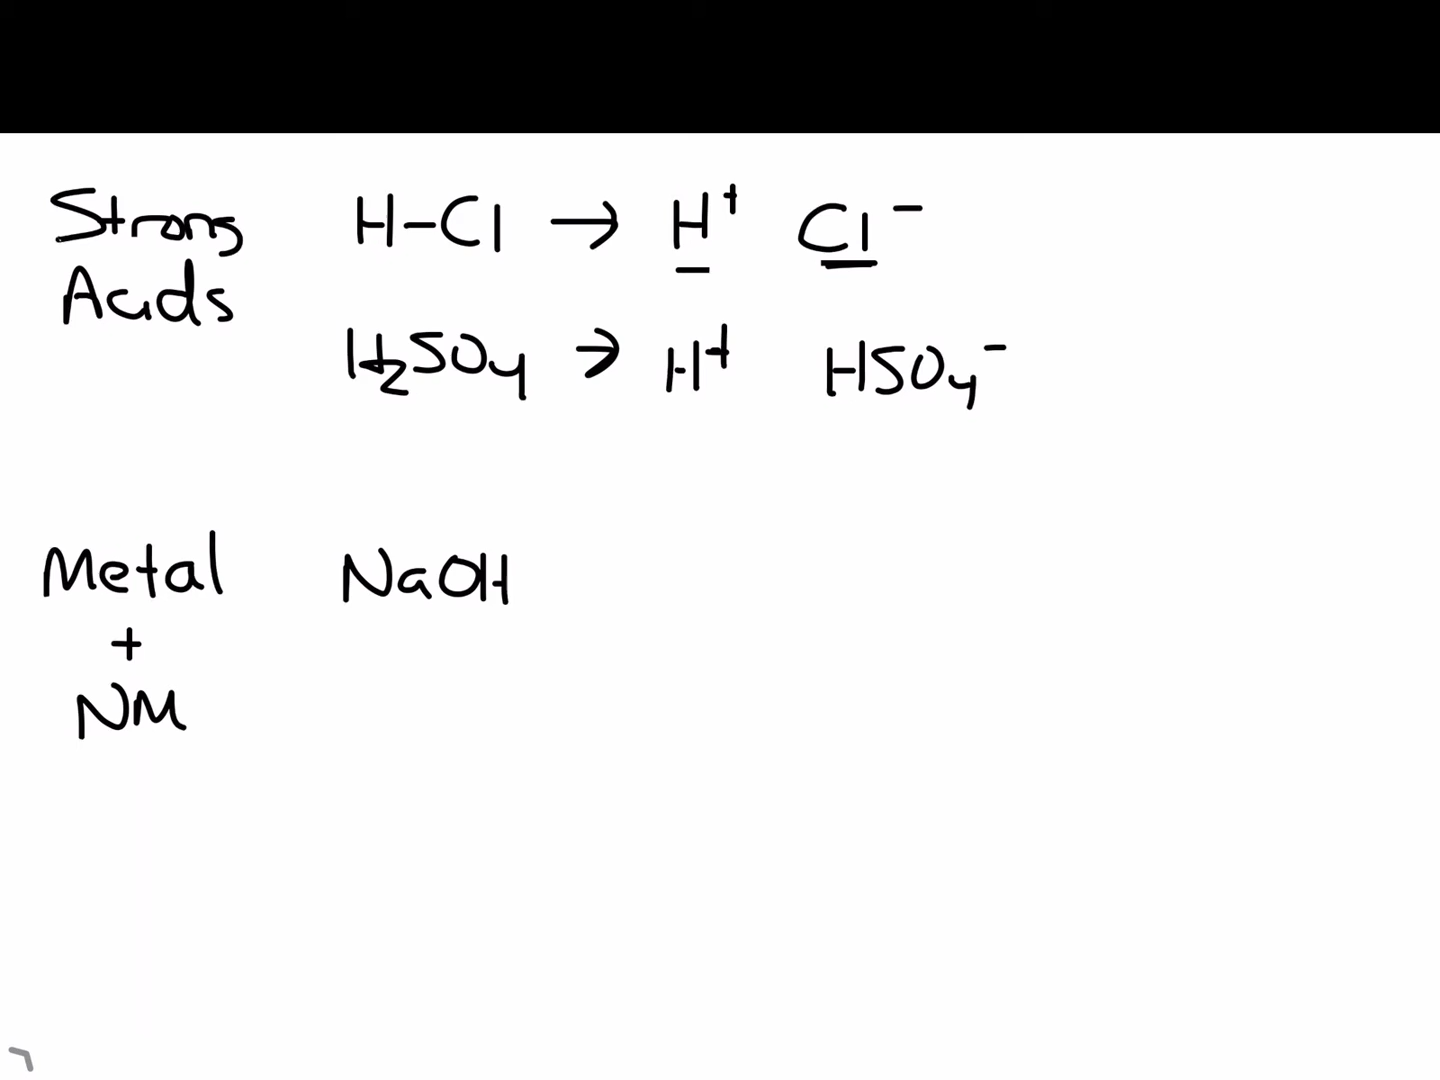 Strong H-Cl → H⁺ Cl⁻
Acids
H₂SO₄ → H⁺ HSO₄⁻
Metal NaOH
+
NM